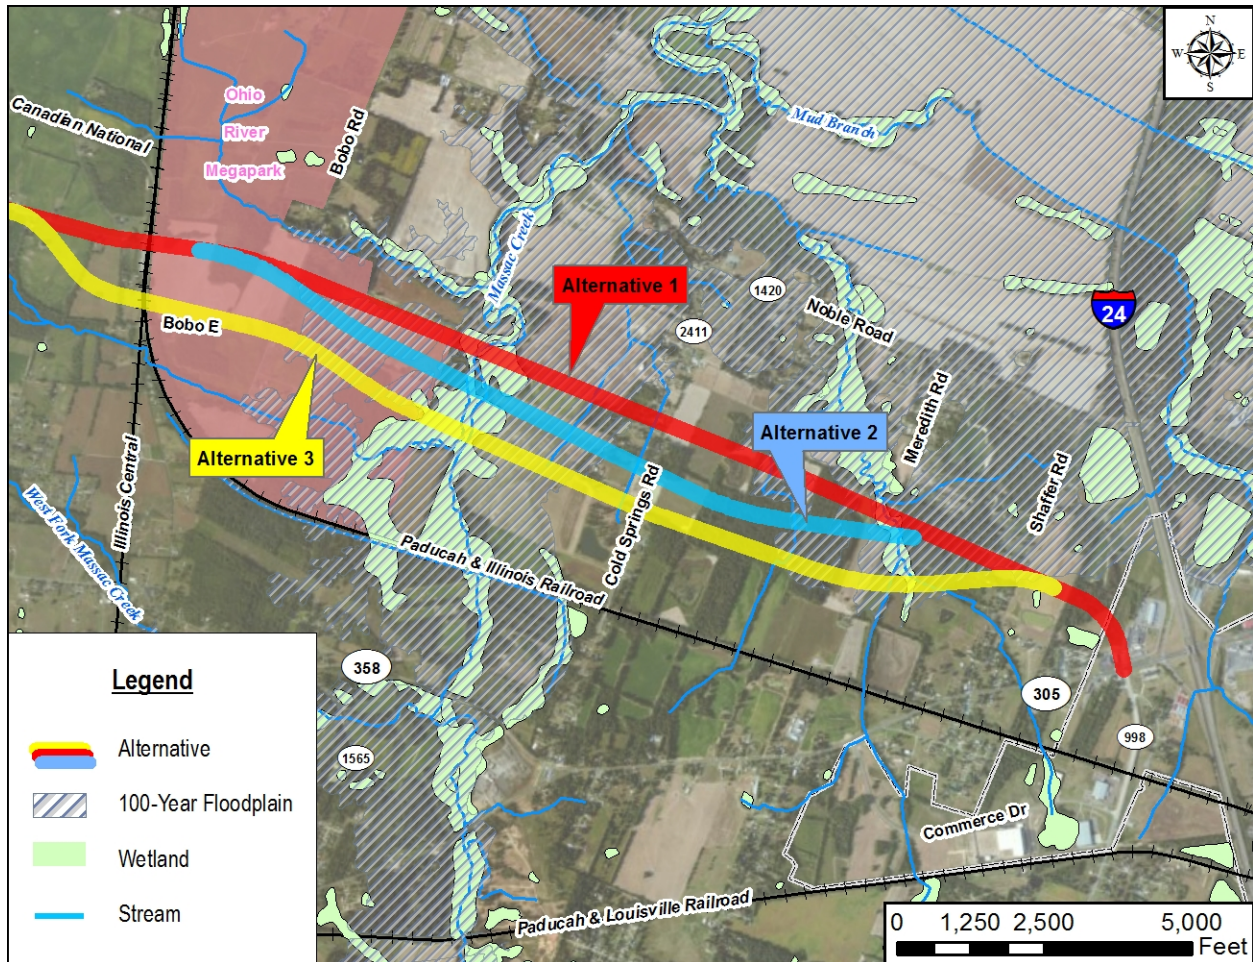 N
W E
S
Ohio
River
Megapark
Canadian National
Bobo Rd
Mud Branch
Massac Creek
Alternative 1
1420
2411
Noble Road
24
Bobo E
Alternative 3
Alternative 2
Meredith Rd
Shaffer Rd
Illinois Central
West Fork Massac Creek
Cold Springs Rd
Paducah & Illinois Railroad
358
305
998
1565
Commerce Dr
Paducah & Louisville Railroad
Legend
Alternative
100-Year Floodplain
Wetland
Stream
0 1,250 2,500 5,000
Feet